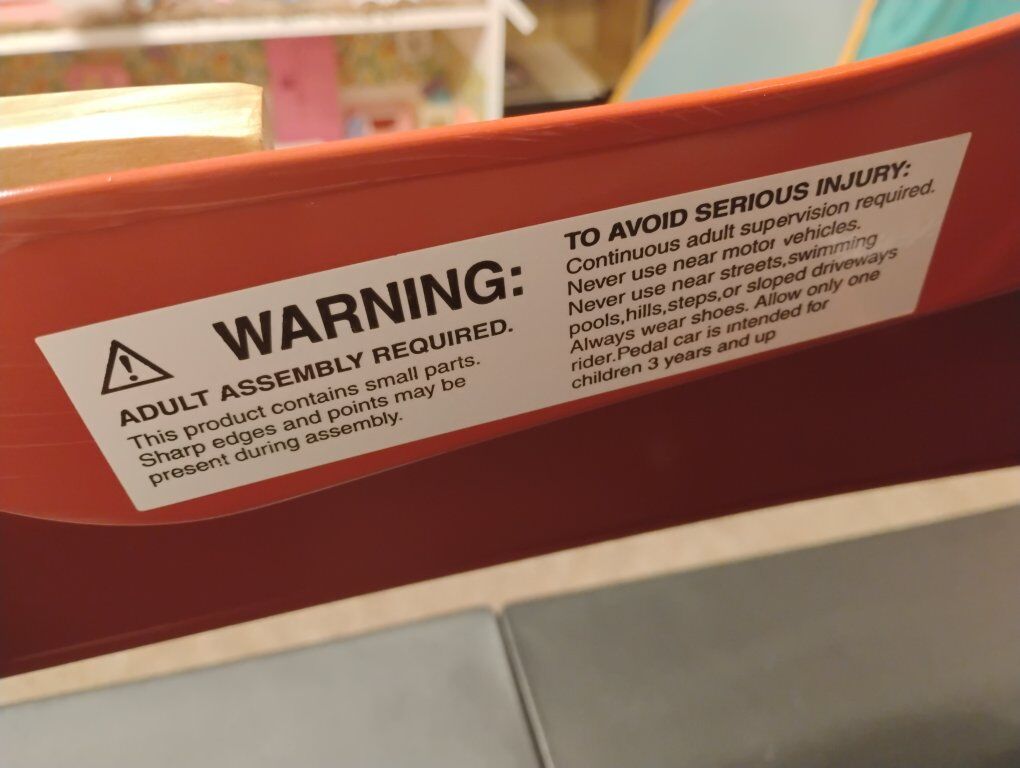 WARNING:
ADULT ASSEMBLY REQUIRED.
This product contains small parts.
Sharp edges and points may be
present during assembly.
TO AVOID SERIOUS INJURY:
Continuous adult supervision required.
Never use near motor vehicles.
Never use near streets,swimming
pools,hills,steps,or sloped driveways
Always wear shoes. Allow only one
rider.Pedal car is intended for
children 3 years and up